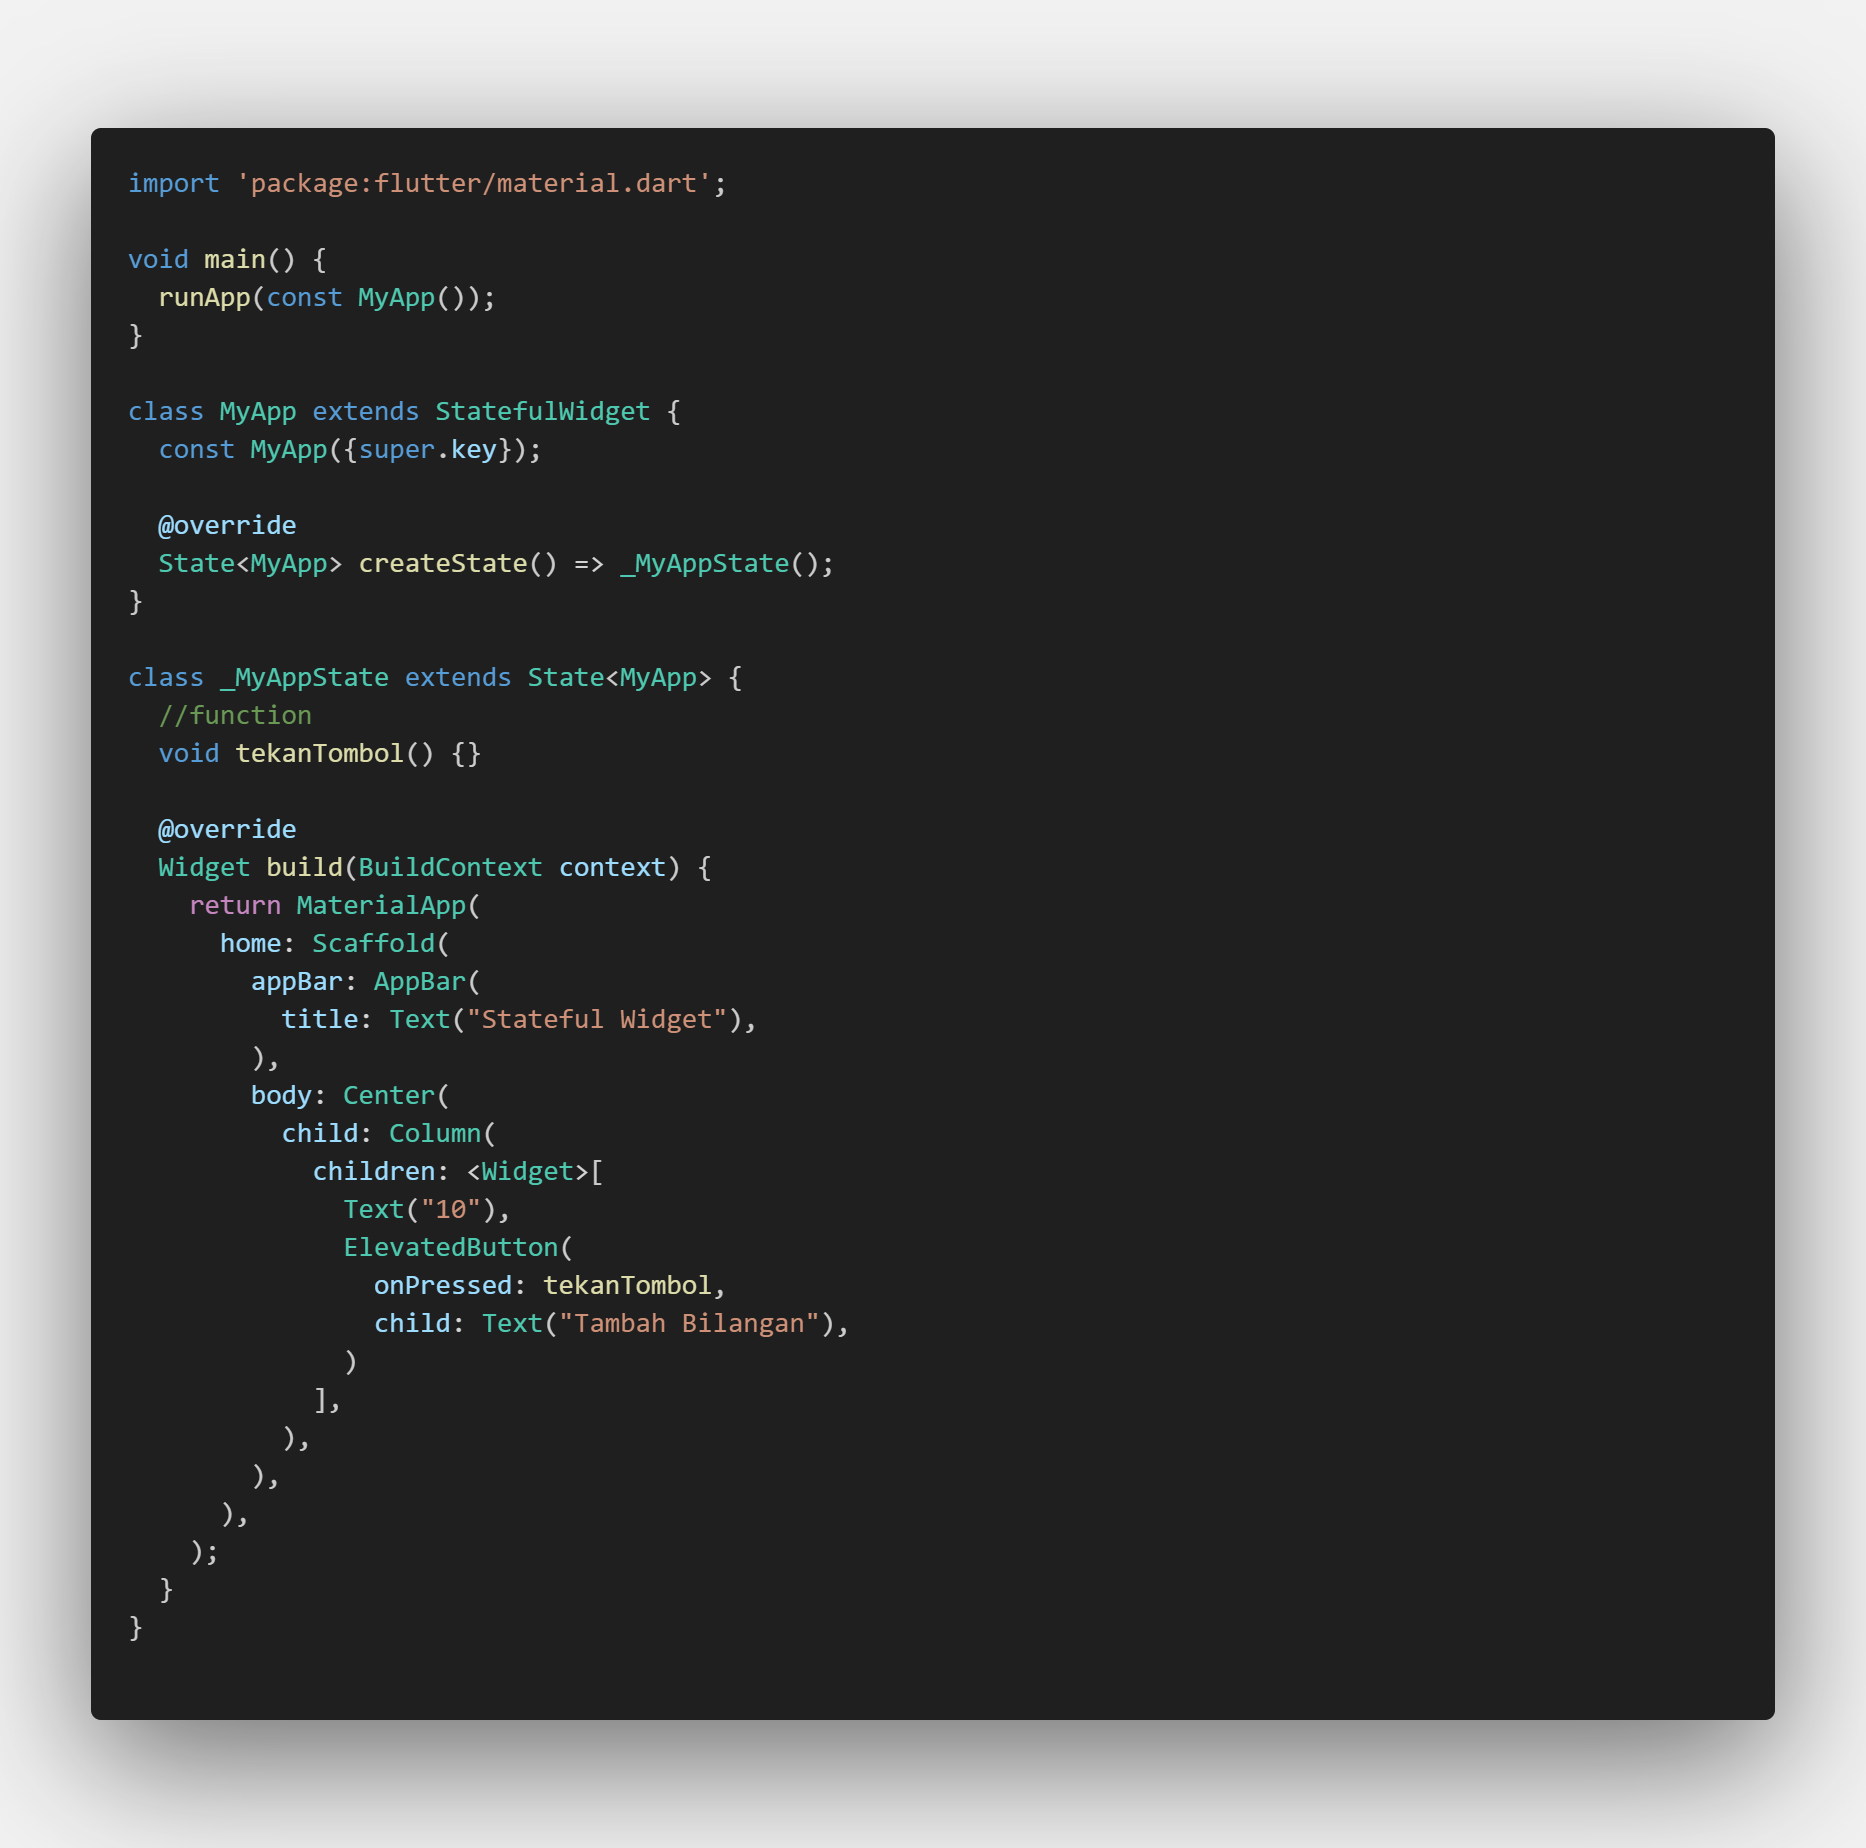 import 'package:flutter/material.dart';

void main() {
  runApp(const MyApp());
}

class MyApp extends StatefulWidget {
  const MyApp({super.key});

  @override
  State<MyApp> createState() => _MyAppState();
}

class _MyAppState extends State<MyApp> {
  //function
  void tekanTombol() {}

  @override
  Widget build(BuildContext context) {
    return MaterialApp(
      home: Scaffold(
        appBar: AppBar(
          title: Text("Stateful Widget"),
        ),
        body: Center(
          child: Column(
            children: <Widget>[
              Text("10"),
              ElevatedButton(
                onPressed: tekanTombol,
                child: Text("Tambah Bilangan"),
              )
            ],
          ),
        ),
      ),
    );
  }
}